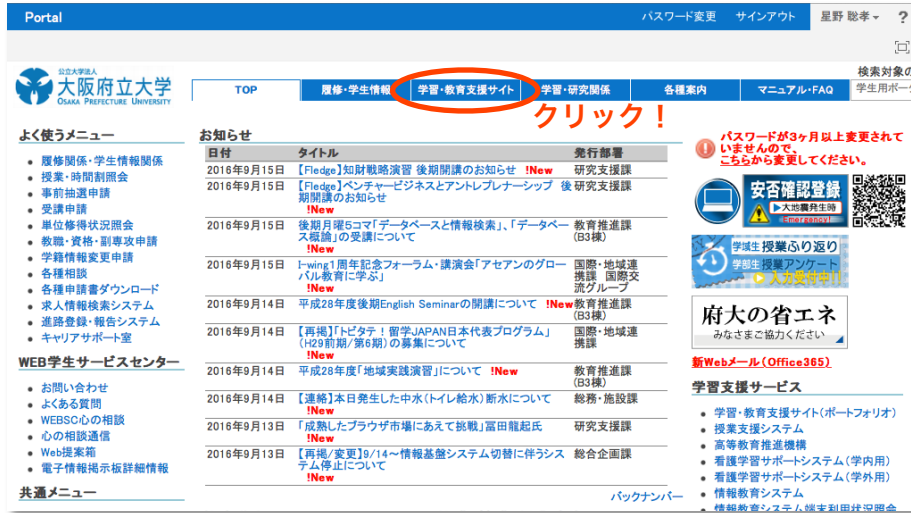 Portal
パスワード変更 サインアウト 星野 聡孝 ?
検索対象の
公立大学法人
大阪府立大学
OSAKA PREFECTURE UNIVERSITY
TOP 履修・学生情報 学習・教育支援サイト 学習・研究関係 各種案内 マニュアル・FAQ 学生用ポー
クリック！
よく使うメニュー
履修関係・学生情報関係
授業・時間割照会
事前抽選申請
受講申請
単位修得状況照会
教職・資格・副専攻申請
学籍情報変更申請
各種相談
各種申請書ダウンロード
求人情報検索システム
進路登録・報告システム
キャリアサポート室
WEB学生サービスセンター
お問い合わせ
よくある質問
WEBSC心の相談
心の相談通信
Web提案箱
電子情報掲示板詳細情報
共通メニュー
お知らせ
日付 タイトル 発行部署
2016年9月15日 【Fledge】知財戦略演習 後期開講のお知らせ !New 研究支援課
2016年9月15日 【Fledge】ベンチャービジネスとアントレプレナーシップ 後 研究支援課
期開講のお知らせ
!New
2016年9月15日 後期月曜5コマ「データベースと情報検索」、「データベー 教育推進課
ス概論」の受講について (B3棟)
!New
2016年9月15日 I-wing1周年記念フォーラム・講演会「アセアンのグロー 国際・地域連
バル教育に学ぶ」 携課 国際交
!New 流グループ
2016年9月14日 平成28年度後期English Seminarの開講について !New 教育推進課
(B3棟)
2016年9月14日 【再掲】「トビタテ！留学JAPAN日本代表プログラム」 国際・地域連
（H29前期/第6期）の募集について 携課
!New
2016年9月14日 平成28年度「地域実践演習」について !New 教育推進課
(B3棟)
2016年9月14日 【連絡】本日発生した中水（トイレ給水）断水について 総務・施設課
!New
2016年9月13日 「成熟したブラウザ市場にあえて挑戦」冨田龍起氏 研究支援課
!New
2016年9月13日 【再掲/変更】9/14～情報基盤システム切替に伴うシス 総合企画課
テム停止について
!New
バックナンバー
パスワードが3ヶ月以上変更されて
いませんので、
こちらから変更してください。
安否確認登録
▶大地震発生時
Emergency!
学域生 授業ふり返り
学部生 授業アンケート
入力受付中!!
府大の省エネ
みなさまご協力ください
新Webメール(Office365)
学習支援サービス
学習・教育支援サイト(ポートフォリオ)
授業支援システム
高等教育推進機構
看護学習サポートシステム(学内用)
看護学習サポートシステム(学外用)
情報教育システム
情報教育システム端末利用状況照会